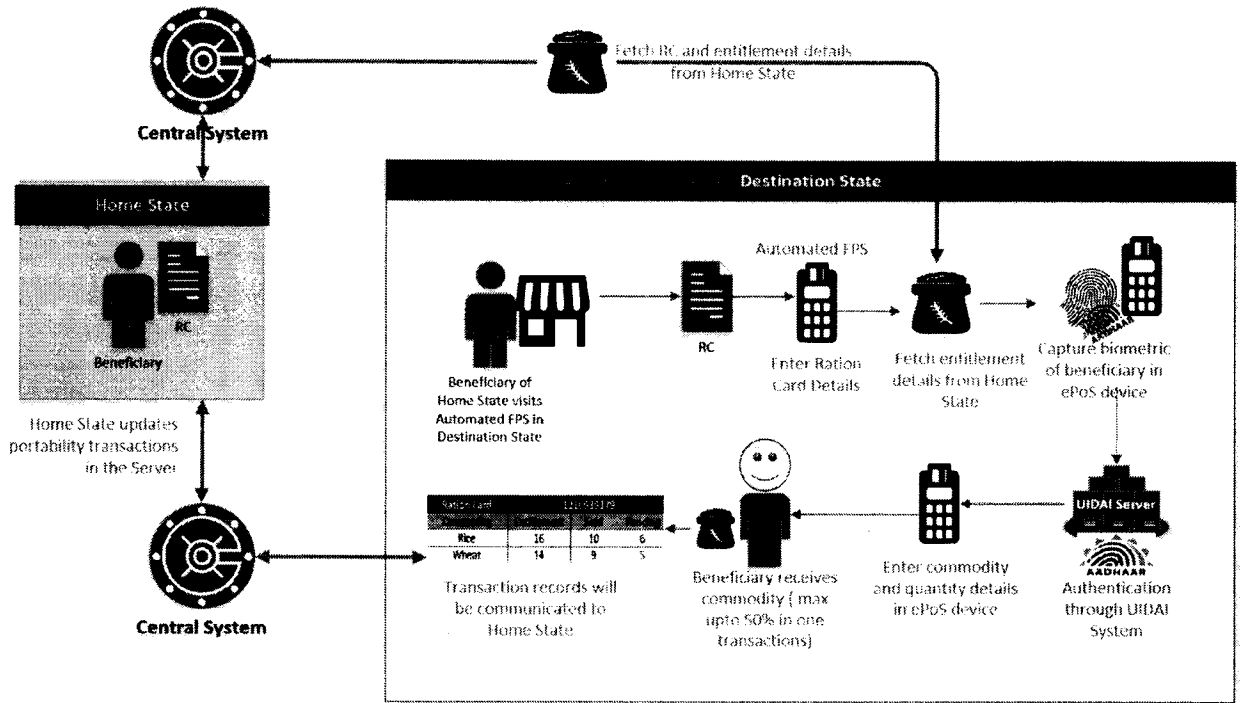 Fetch RC and entitlement details
from Home State
Central System
Home State
RC
Beneficiary
Home State updates
portability transactions
in the Server
Central System
Destination State
Beneficiary of
Home State visits
Automated FPS in
Destination State
RC
Automated FPS
Enter Ration
Card Details
Fetch entitlement
details from Home
State
AADHAAR
Capture biometric
of beneficiary in
ePoS device
UIDAI Server
AADHAAR
Authentication
through UIDAI
System
Enter commodity
and quantity details
in ePoS device
Beneficiary receives
commodity ( max
upto 50% in one
transactions)
Ration Card
Rice 16 10 6
Wheat 14 9 5
Transaction records will
be communicated to
Home State